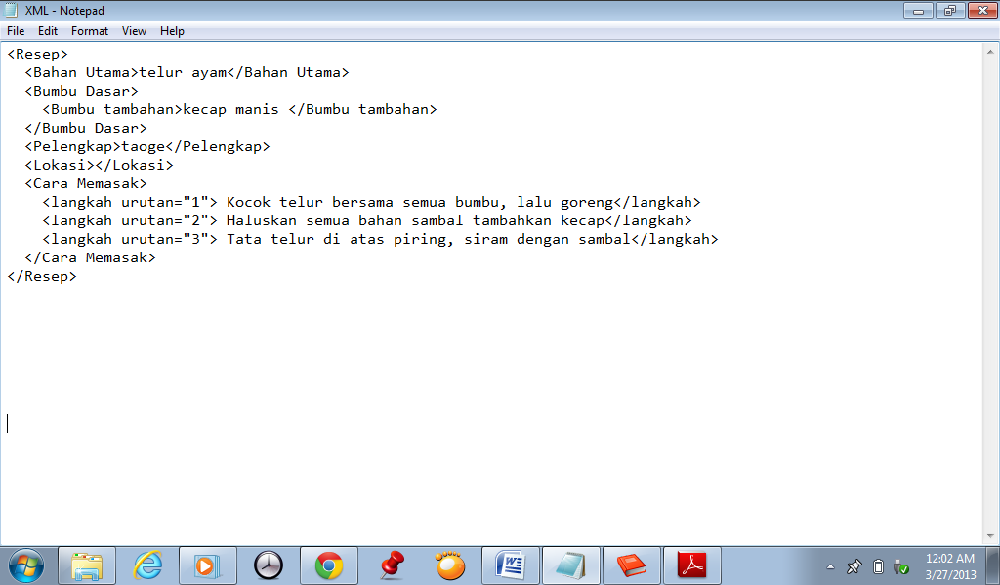 XML - Notepad
File Edit Format View Help
<Resep>
  <Bahan Utama>telur ayam</Bahan Utama>
  <Bumbu Dasar>
    <Bumbu tambahan>kecap manis </Bumbu tambahan>
  </Bumbu Dasar>
  <Pelengkap>taoge</Pelengkap>
  <Lokasi></Lokasi>
  <Cara Memasak>
    <langkah urutan="1"> Kocok telur bersama semua bumbu, lalu goreng</langkah>
    <langkah urutan="2"> Haluskan semua bahan sambal tambahkan kecap</langkah>
    <langkah urutan="3"> Tata telur di atas piring, siram dengan sambal</langkah>
  </Cara Memasak>
</Resep>
12:02 AM
3/27/2013